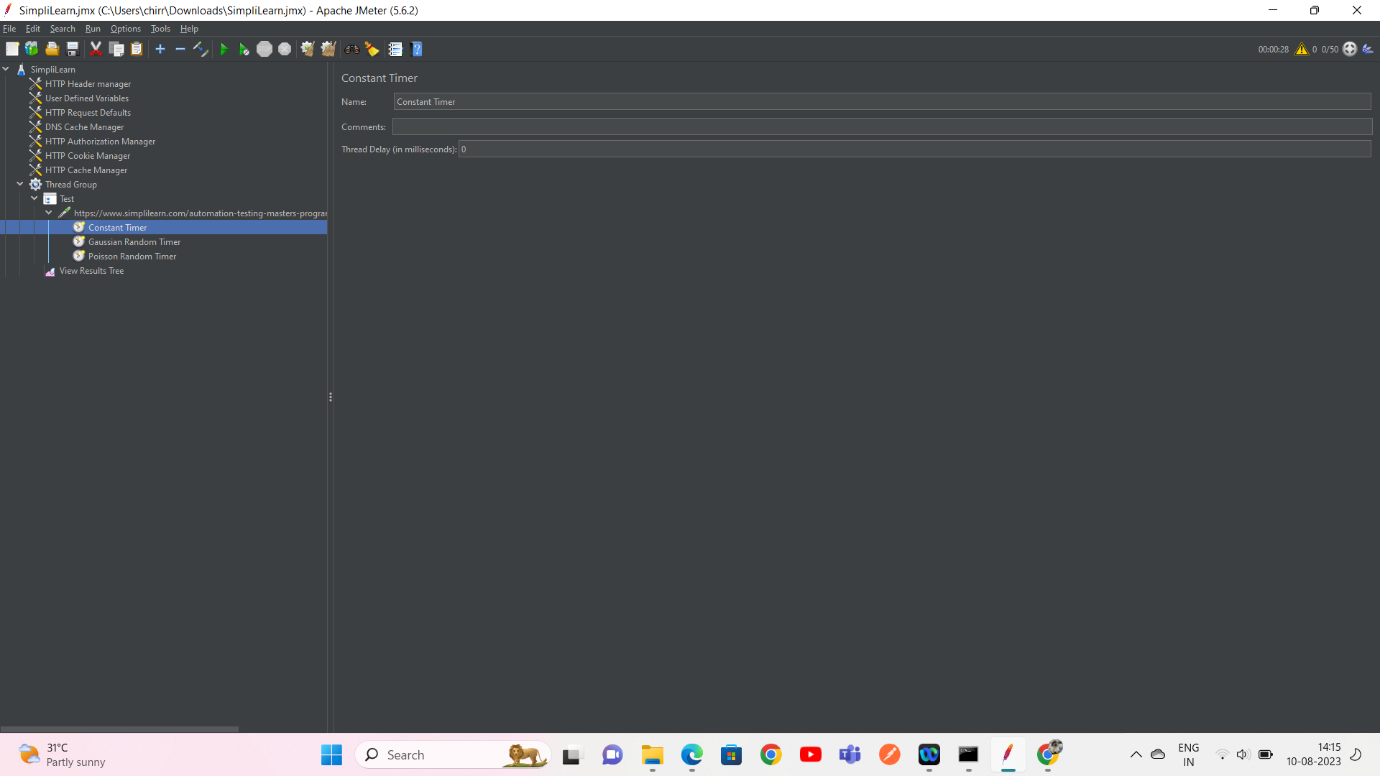 SimpliLearn.jmx (C:\Users\chirr\Downloads\SimpliLearn.jmx) - Apache JMeter (5.6.2)
File Edit Search Run Options Tools Help
00:00:28 0 0/50
SimpliLearn
HTTP Header manager
User Defined Variables
HTTP Request Defaults
DNS Cache Manager
HTTP Authorization Manager
HTTP Cookie Manager
HTTP Cache Manager
Thread Group
Test
https://www.simplilearn.com/automation-testing-masters-progra
Constant Timer
Gaussian Random Timer
Poisson Random Timer
View Results Tree
Constant Timer
Name: Constant Timer
Comments:
Thread Delay (in milliseconds): 0
31°C
Partly sunny
Search
ENG
IN
14:15
10-08-2023